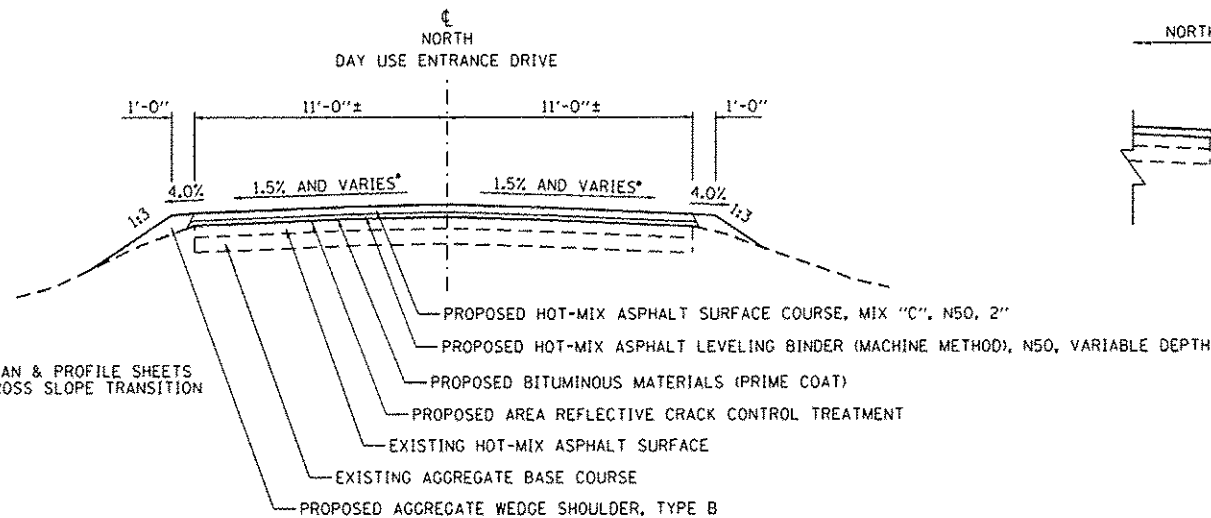 ℄
NORTH
DAY USE ENTRANCE DRIVE
NORTH
1'-0" 11'-0"± 11'-0"± 1'-0"
4.0% 1.5% AND VARIES* 1.5% AND VARIES* 4.0%
1:3 1:3
PROPOSED HOT-MIX ASPHALT SURFACE COURSE, MIX "C", N50, 2"
PROPOSED HOT-MIX ASPHALT LEVELING BINDER (MACHINE METHOD), N50, VARIABLE DEPTH
AN & PROFILE SHEETS
OSS SLOPE TRANSITION
PROPOSED BITUMINOUS MATERIALS (PRIME COAT)
PROPOSED AREA REFLECTIVE CRACK CONTROL TREATMENT
EXISTING HOT-MIX ASPHALT SURFACE
EXISTING AGGREGATE BASE COURSE
PROPOSED AGGREGATE WEDGE SHOULDER, TYPE B